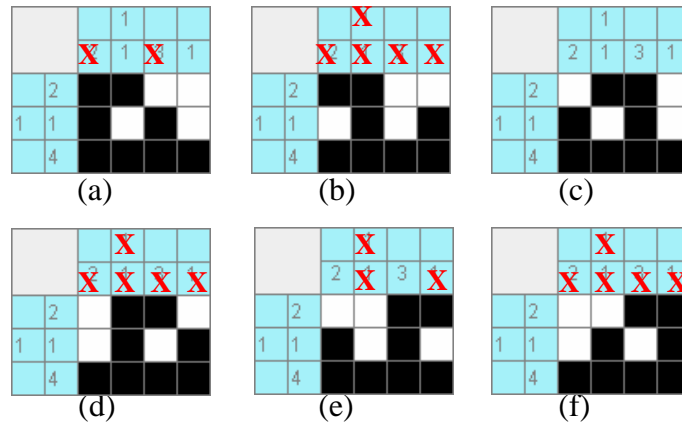 1 X 1
X 1 X 1 X X X X 2 1 3 1
2 2 2
1 1 1 1 1 1
4 4 4
(a) (b) (c)
X X X
X X X X 2 X 3 X X X X X
2 2 2
1 1 1 1 1 1
4 4 4
(d) (e) (f)